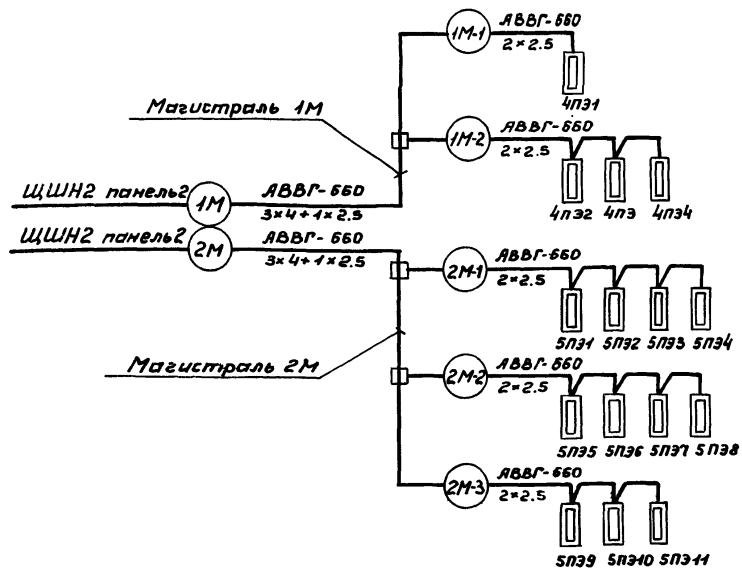 1М-1
АВВГ-660
2×2.5
4ПЭ1
Магистраль 1М
1М-2
АВВГ-660
2×2.5
4ПЭ2 4ПЭ 4ПЭ4
ЩШН2 панель2
1М
АВВГ-660
3×4+1×2.5
ЩШН2 панель2
2М
АВВГ-660
3×4+1×2.5
2М-1
АВВГ-660
2×2.5
5ПЭ1 5ПЭ2 5ПЭ3 5ПЭ4
Магистраль 2М
2М-2
АВВГ-660
2×2.5
5ПЭ5 5ПЭ6 5ПЭ7 5ПЭ8
2М-3
АВВГ-660
2×2.5
5ПЭ9 5ПЭ10 5ПЭ11